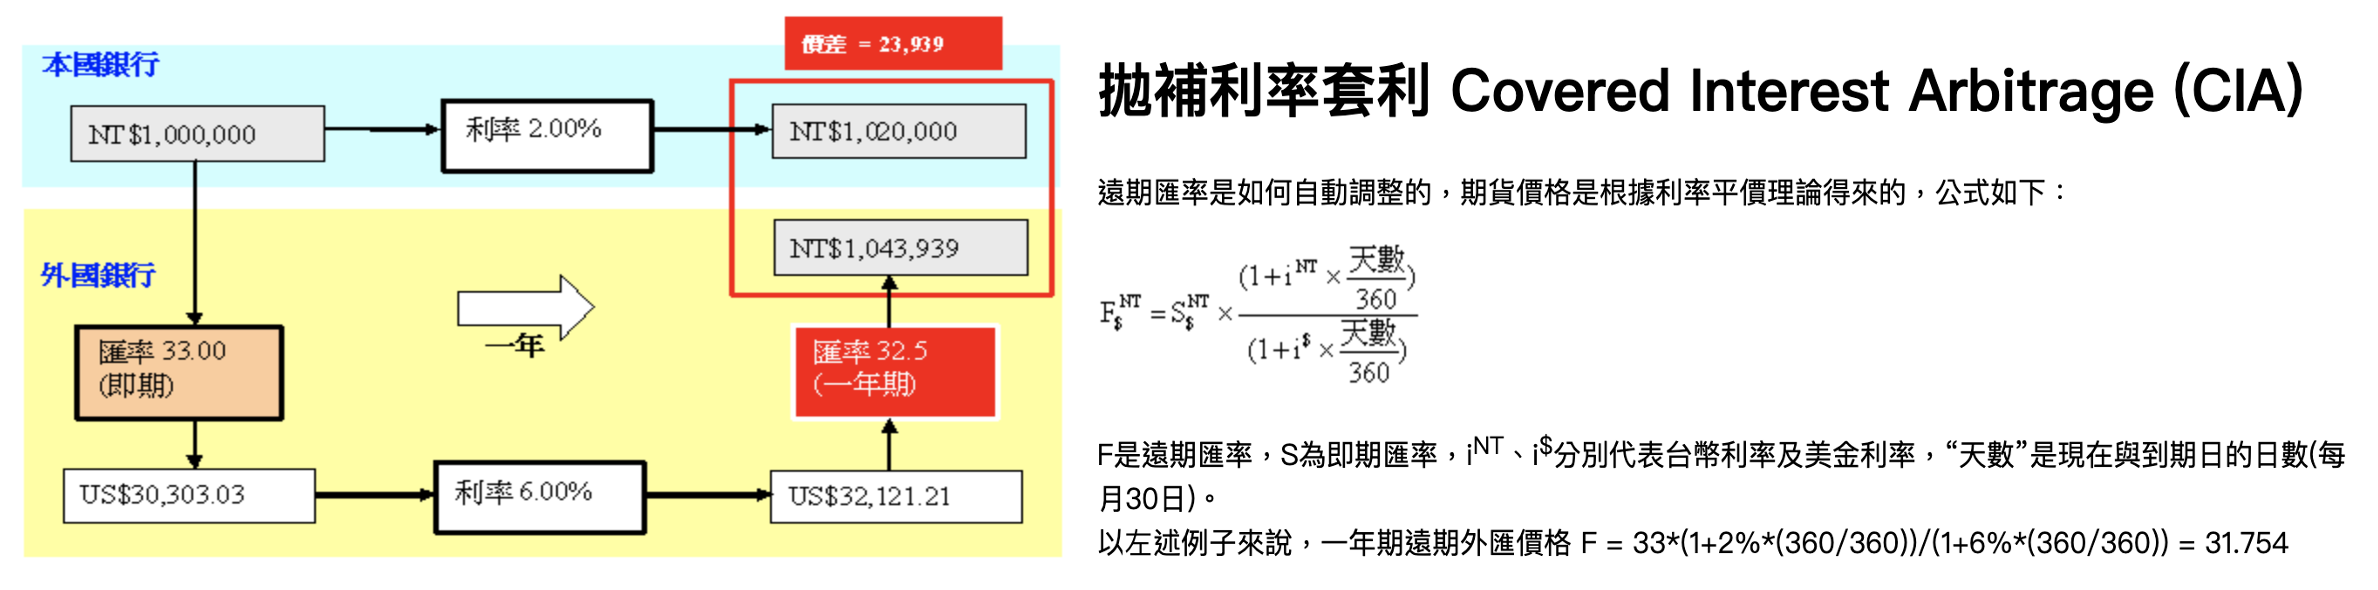 價差 = 23,939
本國銀行
NT$1,000,000
利率 2.00%
NT$1,020,000
NT$1,043,939
外國銀行
一年
匯率 33.00
(即期)
匯率 32.5
(一年期)
US$30,303.03
利率 6.00%
US$32,121.21
拋補利率套利 Covered Interest Arbitrage (CIA)
遠期匯率是如何自動調整的，期貨價格是根據利率平價理論得來的，公式如下：
F$^NT = S$^NT × (1+i^NT × 天數/360) / (1+i^$ × 天數/360)
F是遠期匯率，S為即期匯率，i^NT、i^$分別代表台幣利率及美金利率，“天數”是現在與到期日的日數(每
月30日)。
以左述例子來說，一年期遠期外匯價格 F = 33*(1+2%*(360/360))/(1+6%*(360/360)) = 31.754